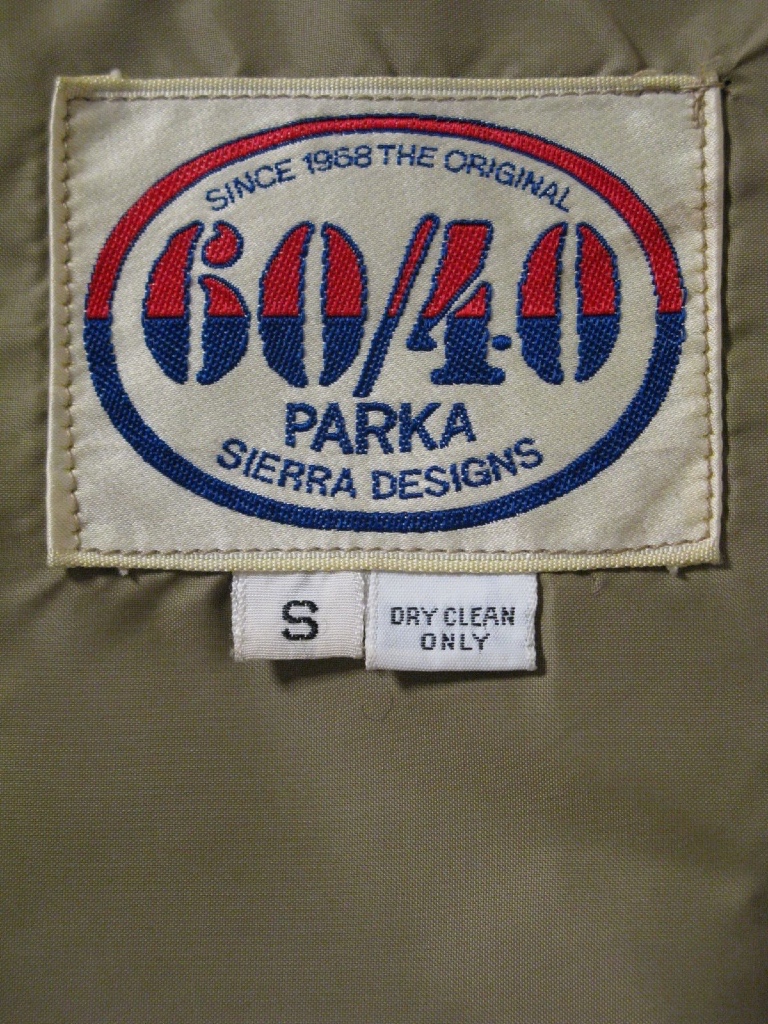 SINCE 1968 THE ORIGINAL
60/40
PARKA
SIERRA DESIGNS
S
DRY CLEAN
ONLY